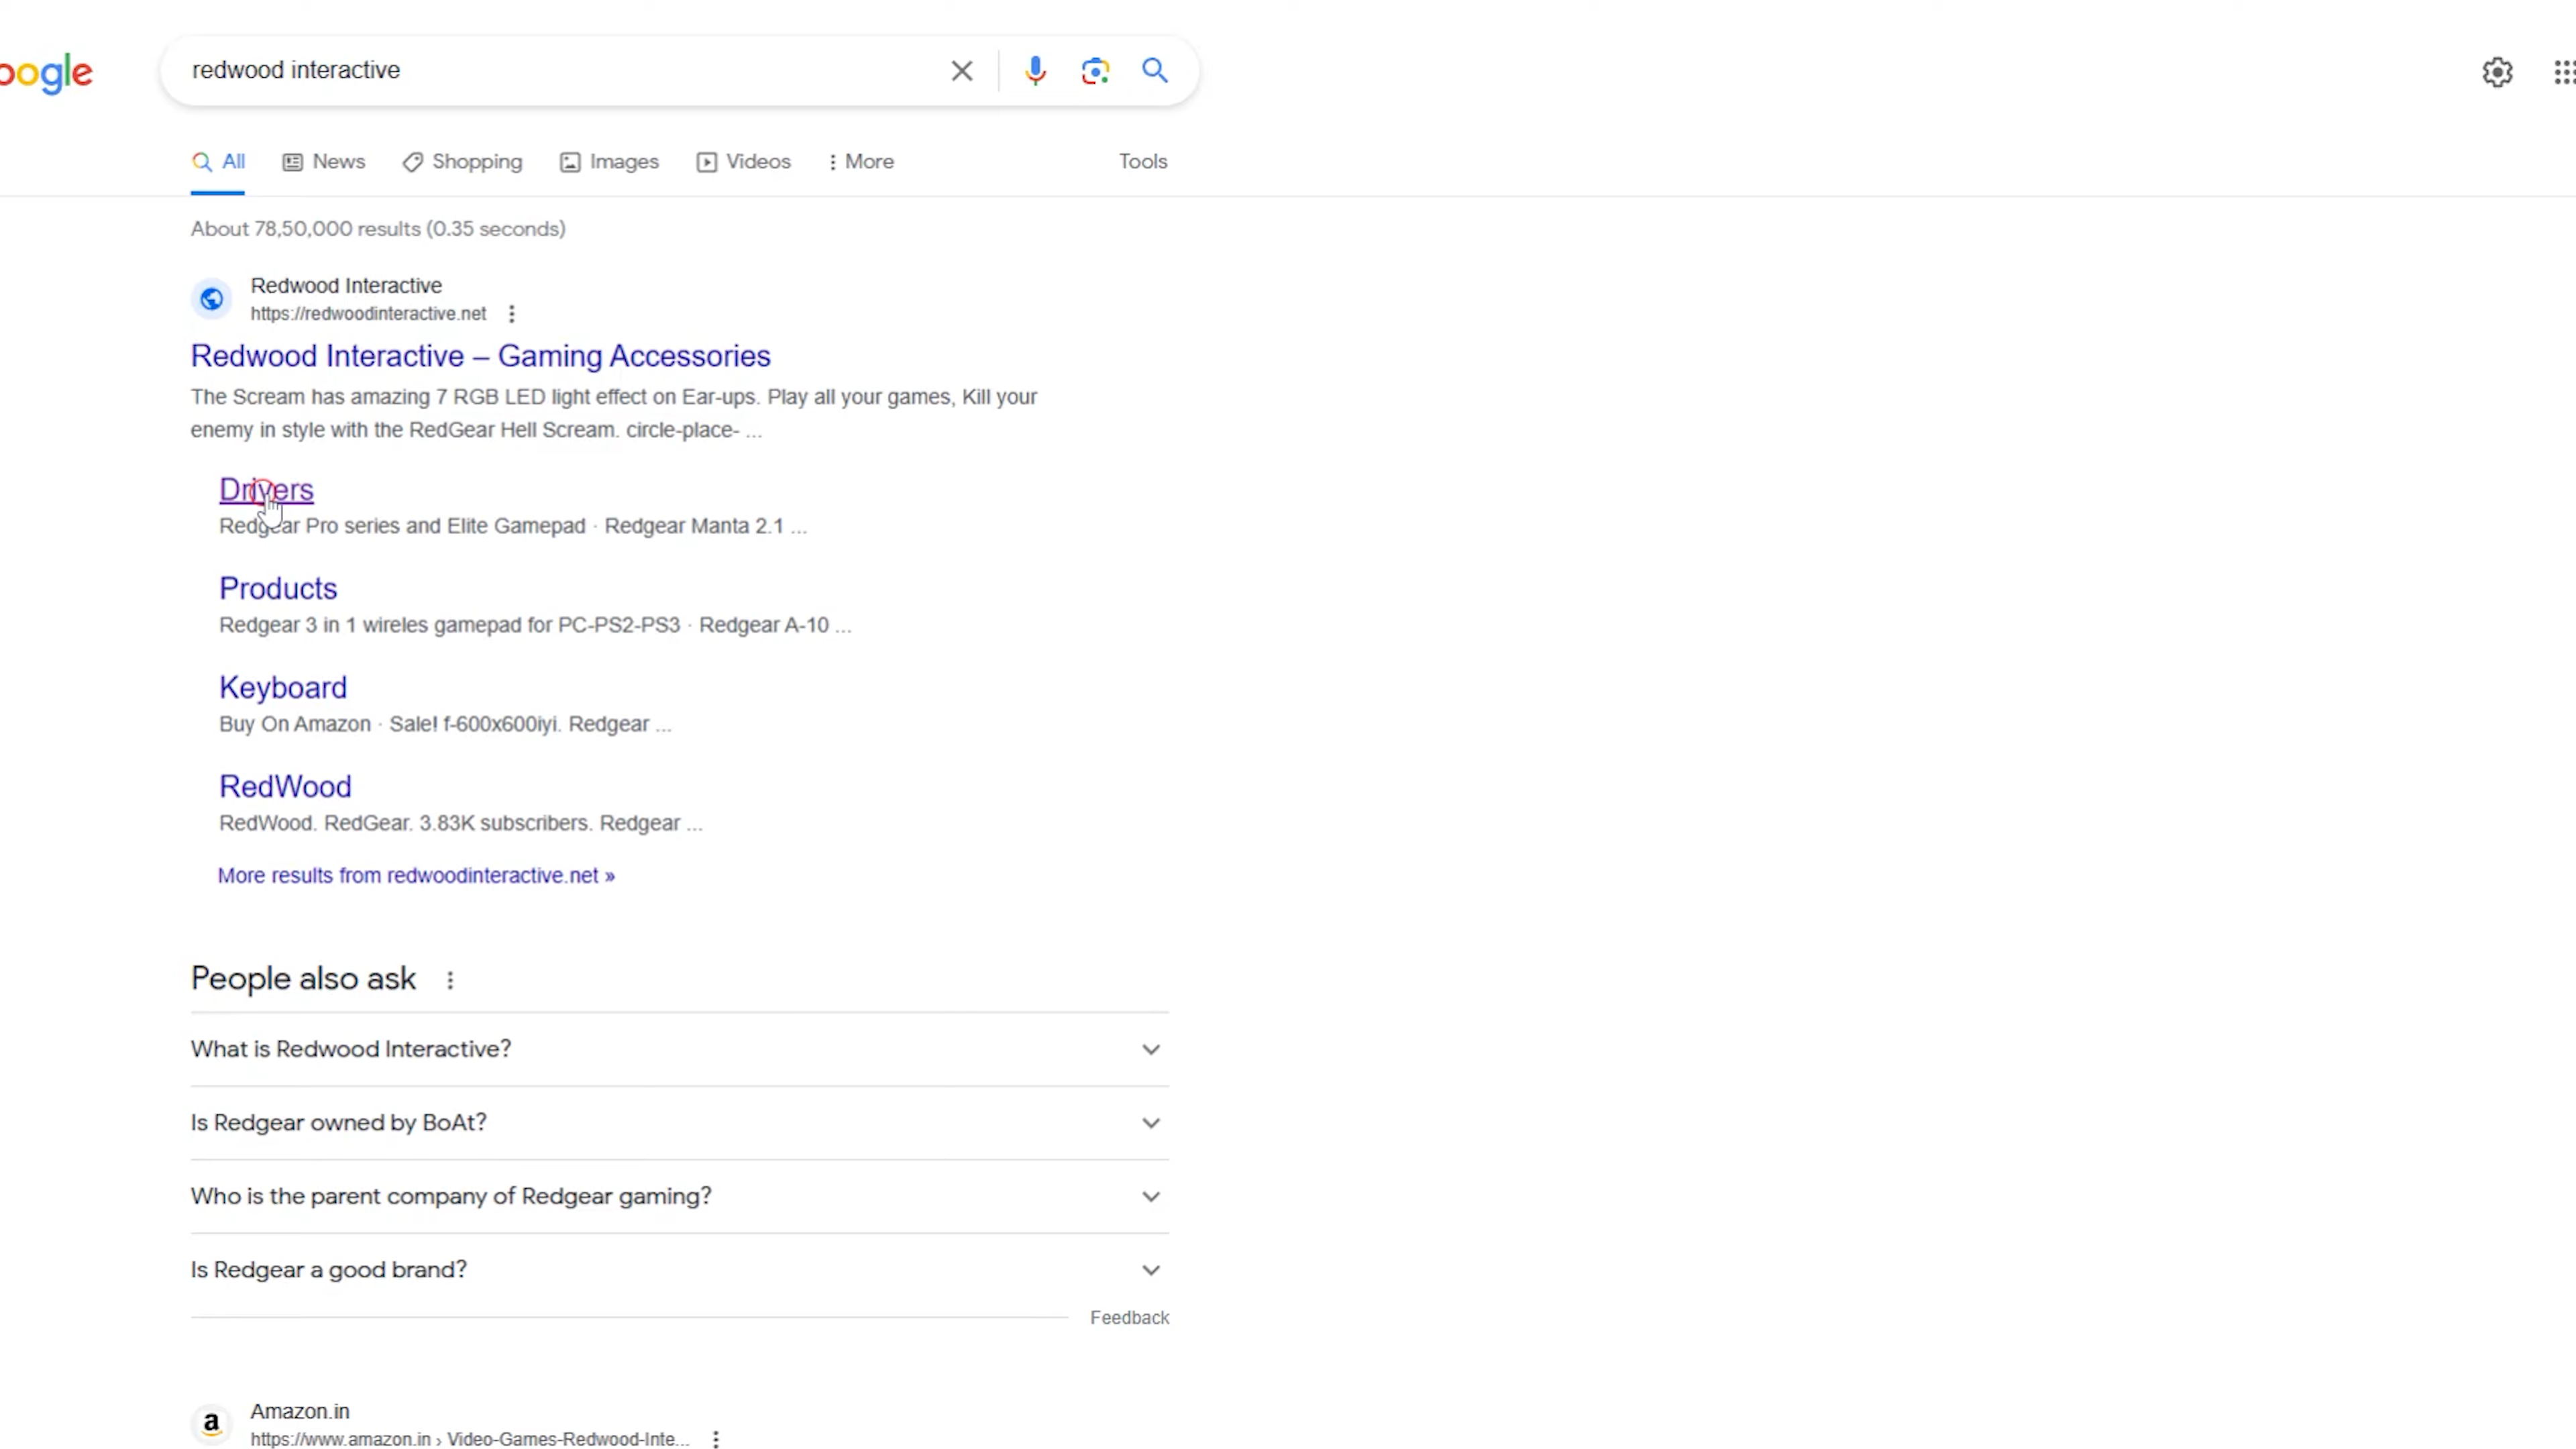 oogle
redwood interactive
All News Shopping Images Videos More Tools
About 78,50,000 results (0.35 seconds)
Redwood Interactive
https://redwoodinteractive.net
Redwood Interactive – Gaming Accessories
The Scream has amazing 7 RGB LED light effect on Ear-ups. Play all your games, Kill your
enemy in style with the RedGear Hell Scream. circle-place- ...
Drivers
Redgear Pro series and Elite Gamepad · Redgear Manta 2.1 ...
Products
Redgear 3 in 1 wireles gamepad for PC-PS2-PS3 · Redgear A-10 ...
Keyboard
Buy On Amazon · Sale! f-600x600iyi. Redgear ...
RedWood
RedWood. RedGear. 3.83K subscribers. Redgear ...
More results from redwoodinteractive.net »
People also ask
What is Redwood Interactive?
Is Redgear owned by BoAt?
Who is the parent company of Redgear gaming?
Is Redgear a good brand?
Feedback
a
Amazon.in
https://www.amazon.in › Video-Games-Redwood-Inte...